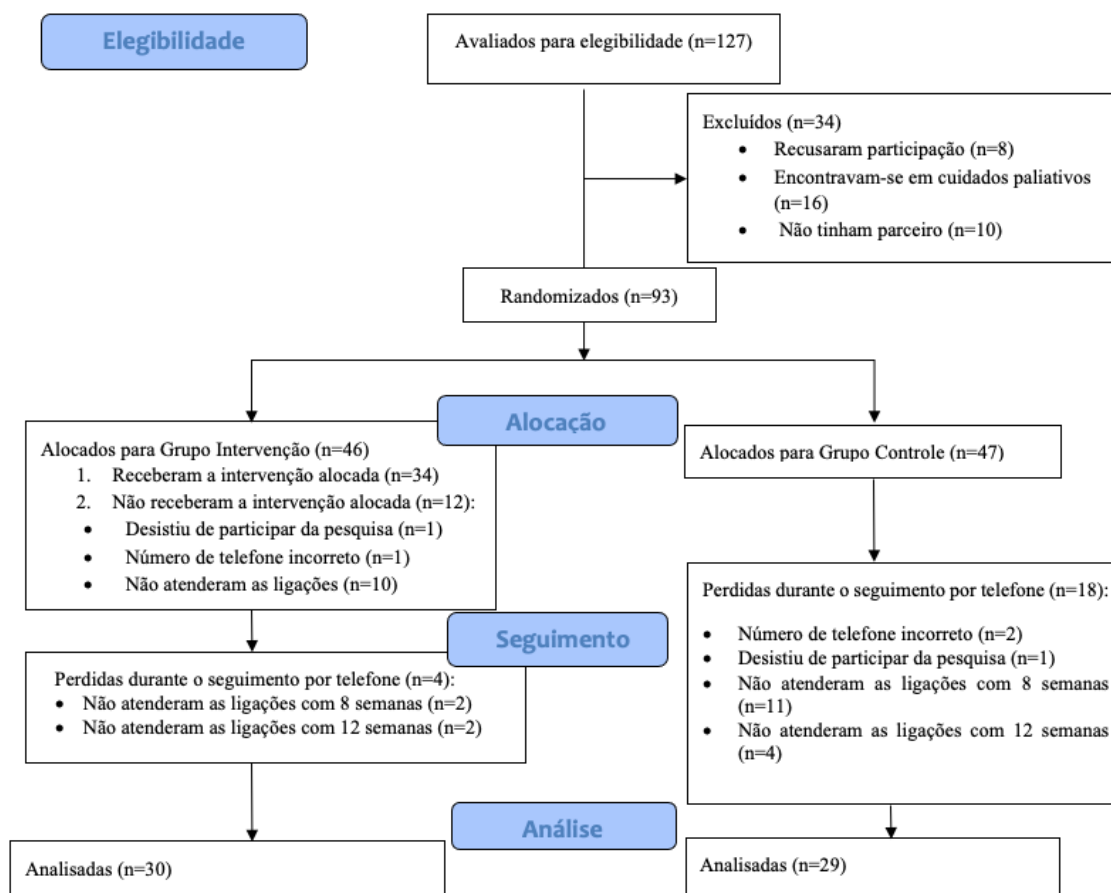 Elegibilidade
Avaliados para elegibilidade (n=127)
Excluídos (n=34)
• Recusaram participação (n=8)
• Encontravam-se em cuidados paliativos
(n=16)
• Não tinham parceiro (n=10)
Randomizados (n=93)
Alocação
Alocados para Grupo Intervenção (n=46)
1. Receberam a intervenção alocada (n=34)
2. Não receberam a intervenção alocada (n=12):
• Desistiu de participar da pesquisa (n=1)
• Número de telefone incorreto (n=1)
• Não atenderam as ligações (n=10)
Alocados para Grupo Controle (n=47)
Seguimento
Perdidas durante o seguimento por telefone (n=4):
• Não atenderam as ligações com 8 semanas (n=2)
• Não atenderam as ligações com 12 semanas (n=2)
Perdidas durante o seguimento por telefone (n=18):
• Número de telefone incorreto (n=2)
• Desistiu de participar da pesquisa (n=1)
• Não atenderam as ligações com 8 semanas
(n=11)
• Não atenderam as ligações com 12 semanas
(n=4)
Análise
Analisadas (n=30)
Analisadas (n=29)